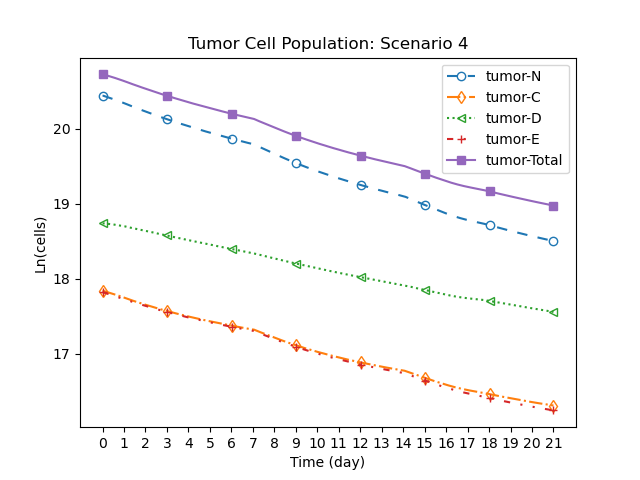 Tumor Cell Population: Scenario 4
tumor-N
tumor-C
tumor-D
tumor-E
tumor-Total
Ln(cells)
20
19
18
17
0 1 2 3 4 5 6 7 8 9 10 11 12 13 14 15 16 17 18 19 20 21
Time (day)